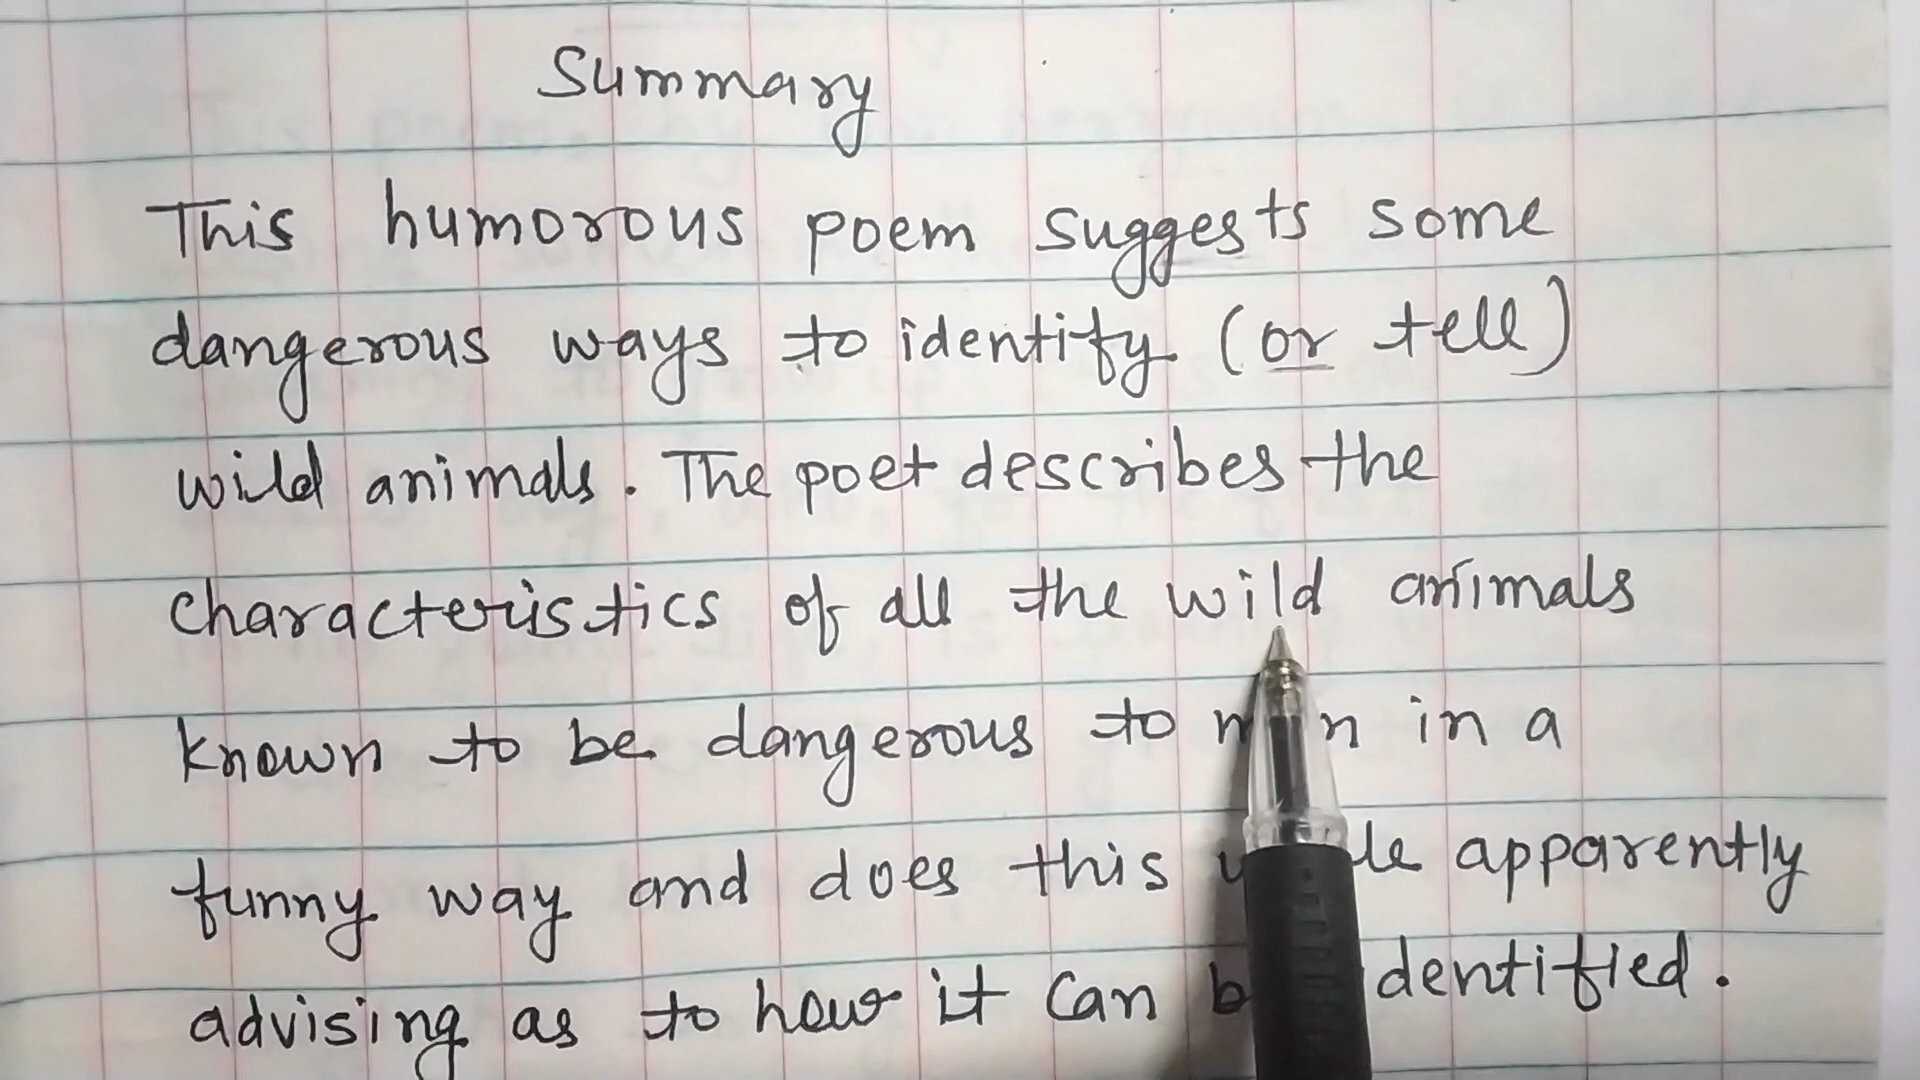 Summary
This humorous poem suggests some
dangerous ways to identify (or tell)
wild animals. The poet describes the
characteristics of all the wild animals
known to be dangerous to in a
funny way and does this apparently
advising as to how it can identified.